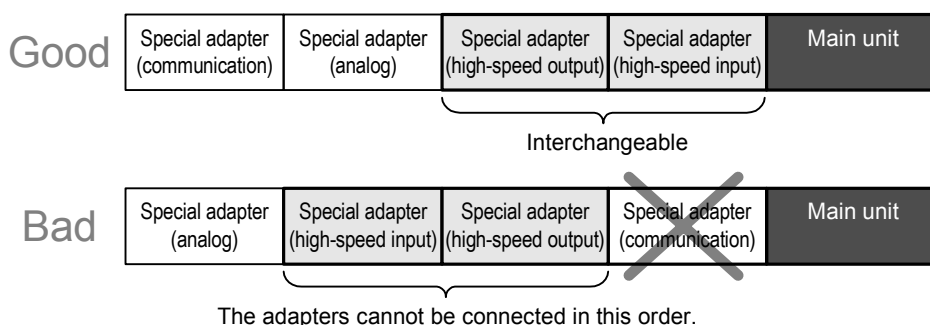 Good
Special adapter
(communication)
Special adapter
(analog)
Special adapter
(high-speed output)
Special adapter
(high-speed input)
Main unit
Interchangeable
Bad
Special adapter
(analog)
Special adapter
(high-speed input)
Special adapter
(high-speed output)
Special adapter
(communication)
Main unit
The adapters cannot be connected in this order.